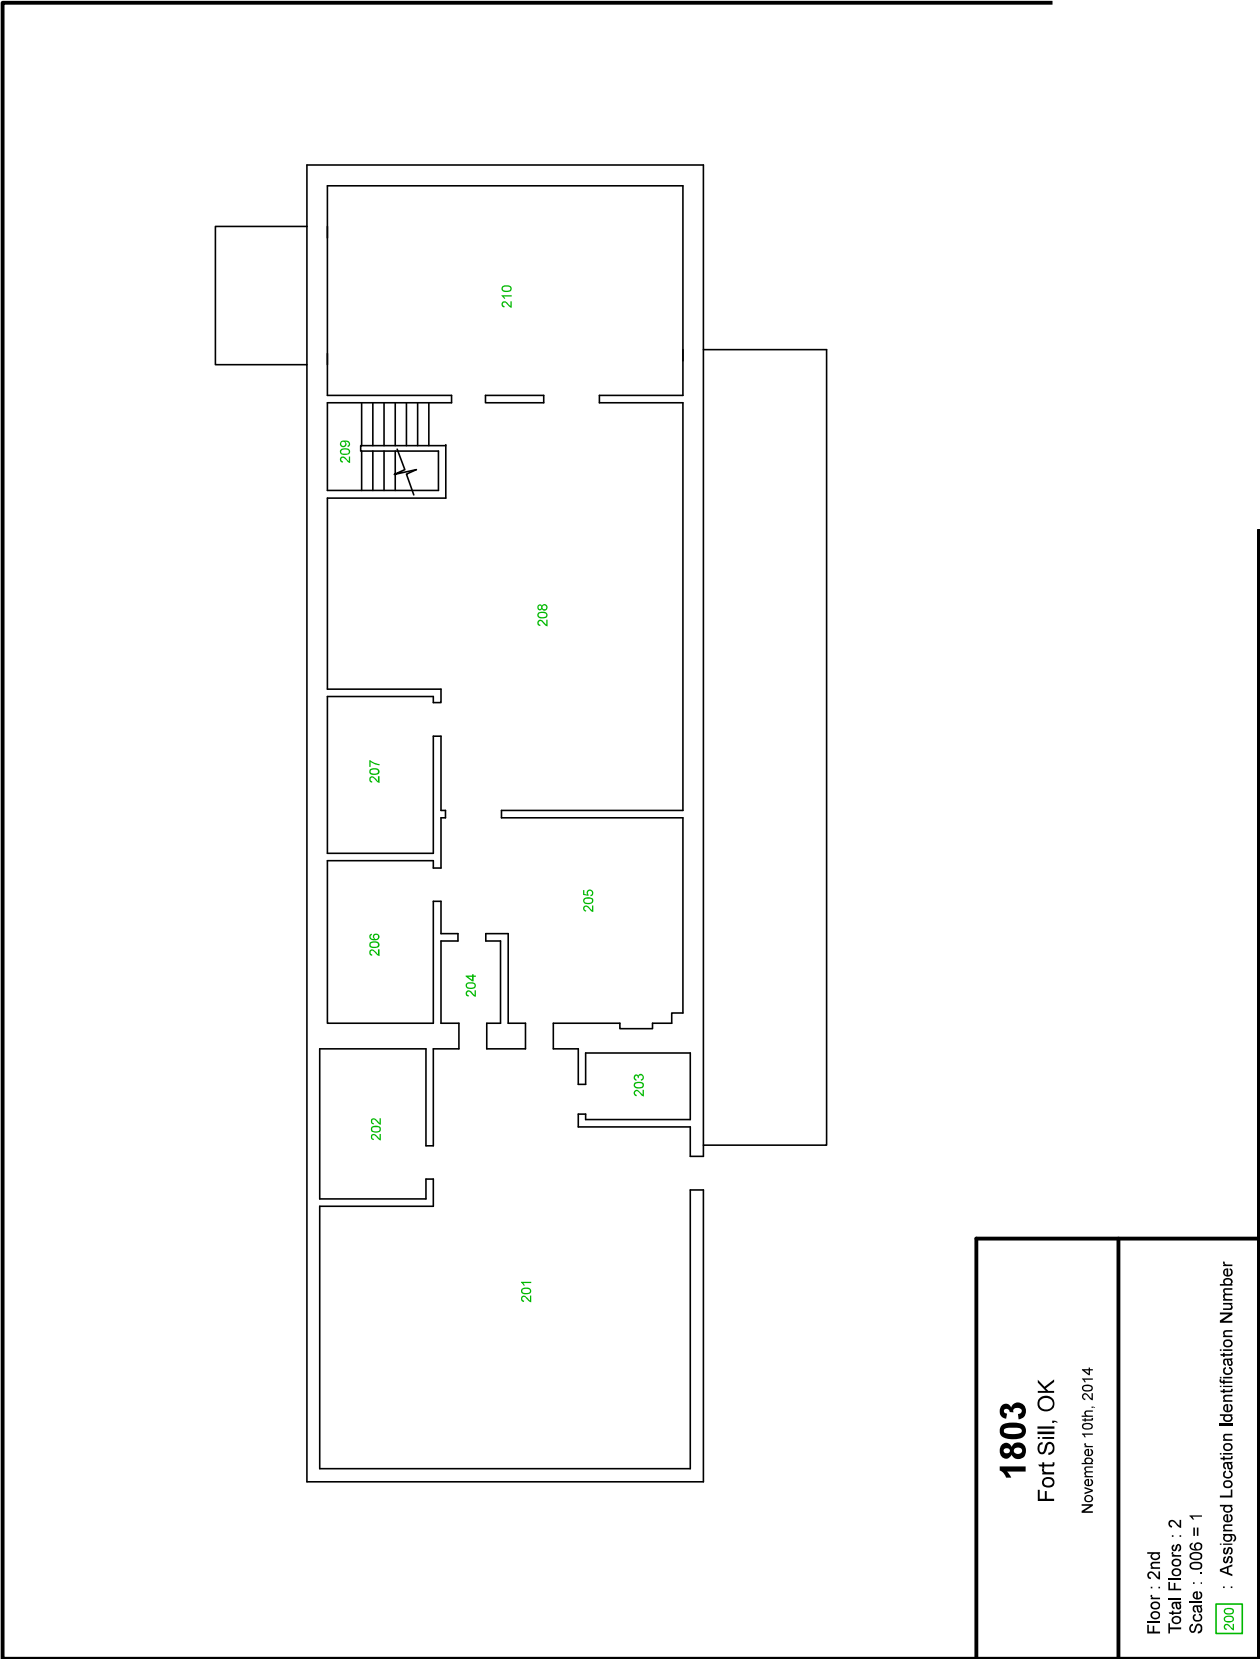 210
209
208
207
205
206
204
203
202
201
1803
Fort Sill, OK
November 10th, 2014
Floor : 2nd
Total Floors : 2
Scale : .006 = 1
200 : Assigned Location Identification Number